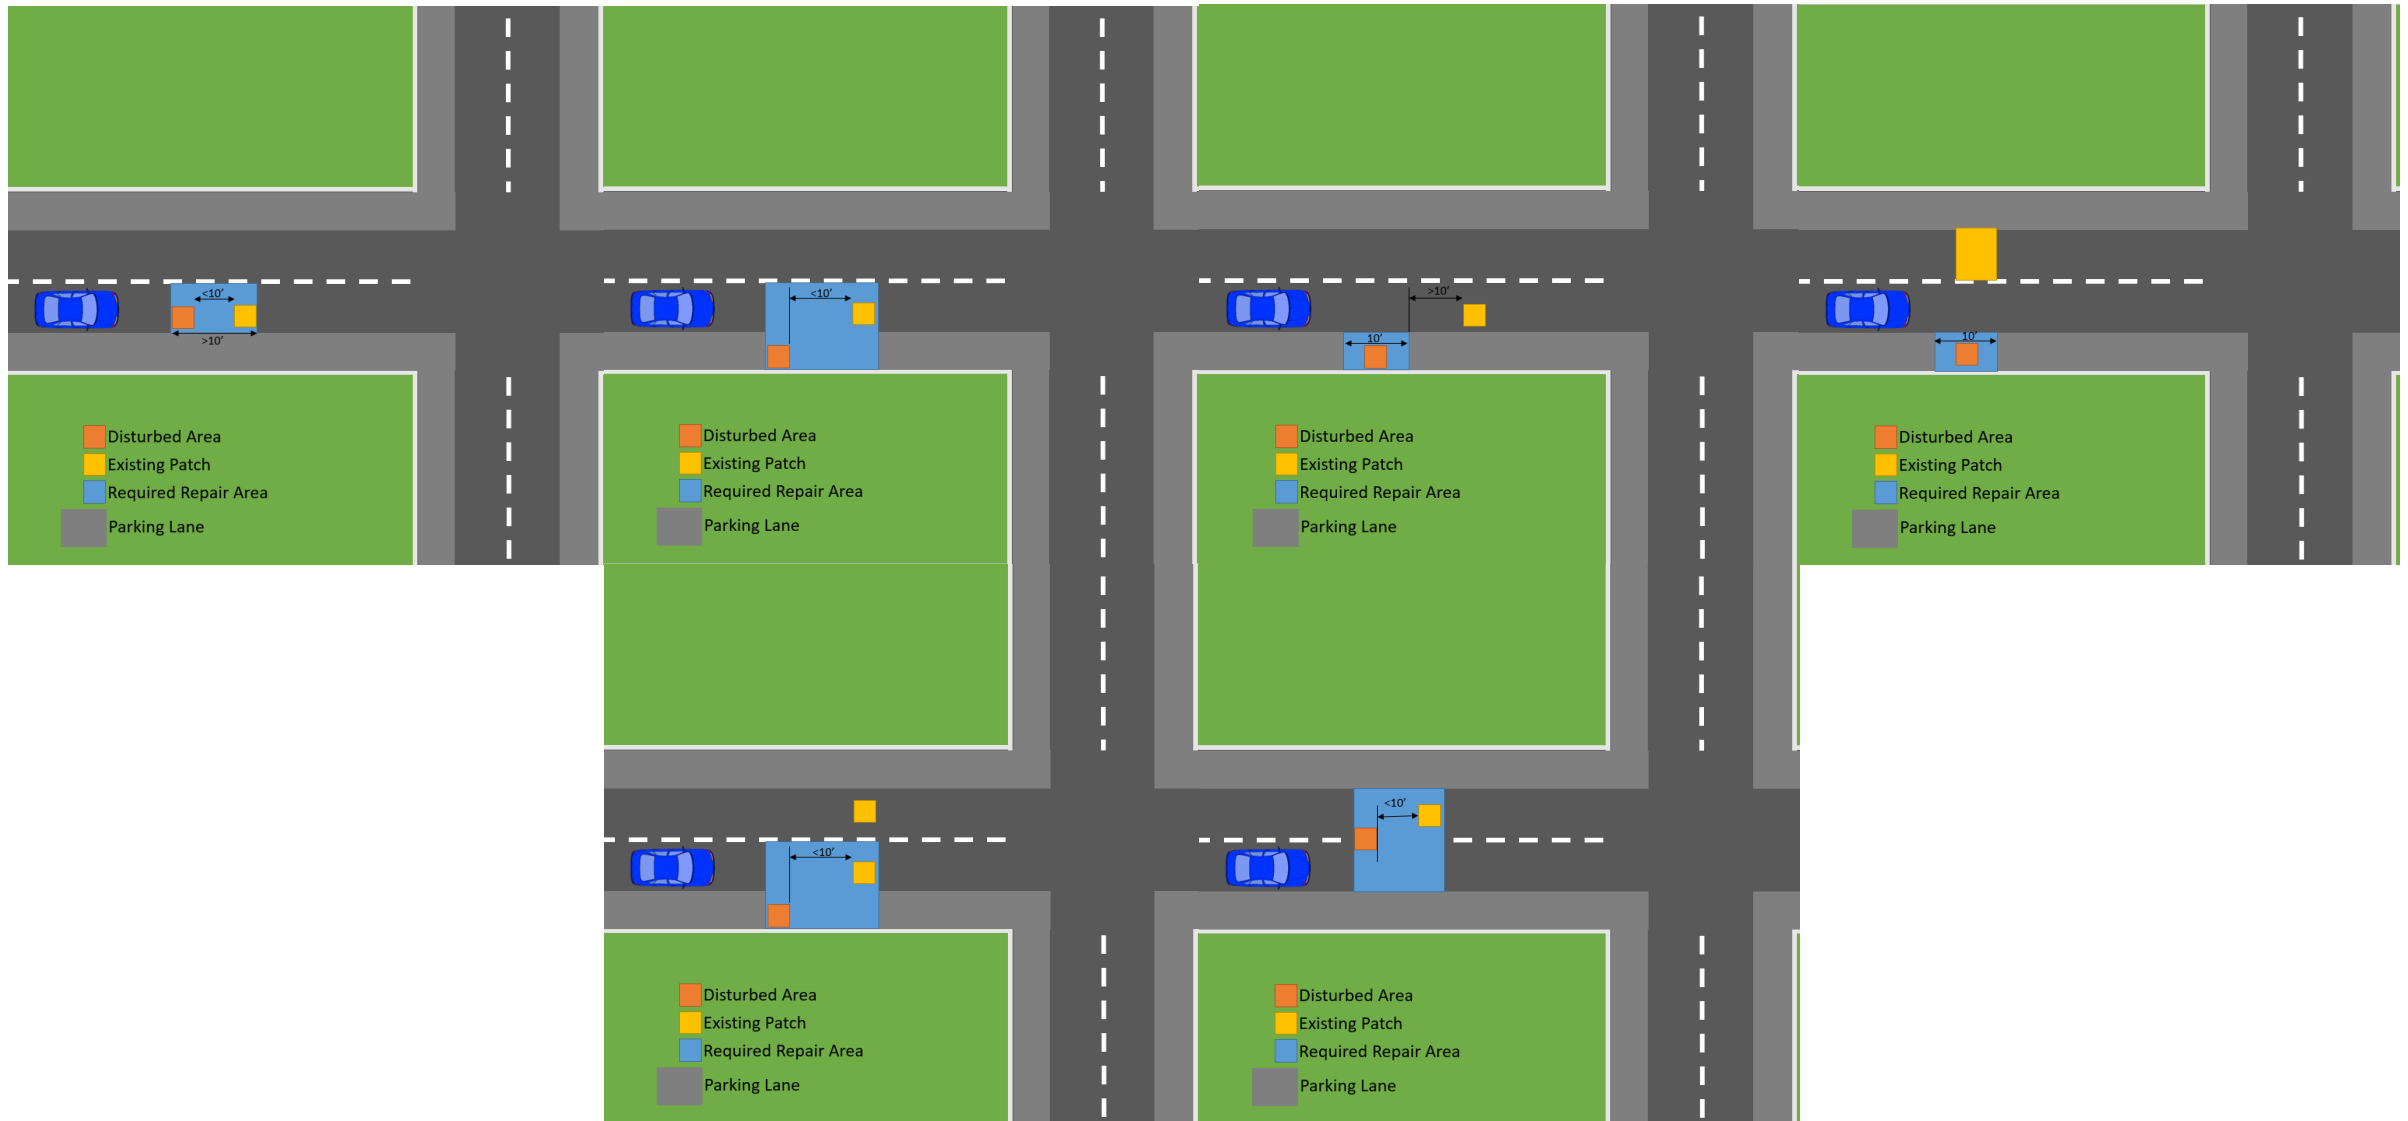 <10’
>10’
Disturbed Area
Existing Patch
Required Repair Area
Parking Lane
<10’
Disturbed Area
Existing Patch
Required Repair Area
Parking Lane
>10’
10’
Disturbed Area
Existing Patch
Required Repair Area
Parking Lane
10’
Disturbed Area
Existing Patch
Required Repair Area
Parking Lane
<10’
Disturbed Area
Existing Patch
Required Repair Area
Parking Lane
<10’
Disturbed Area
Existing Patch
Required Repair Area
Parking Lane